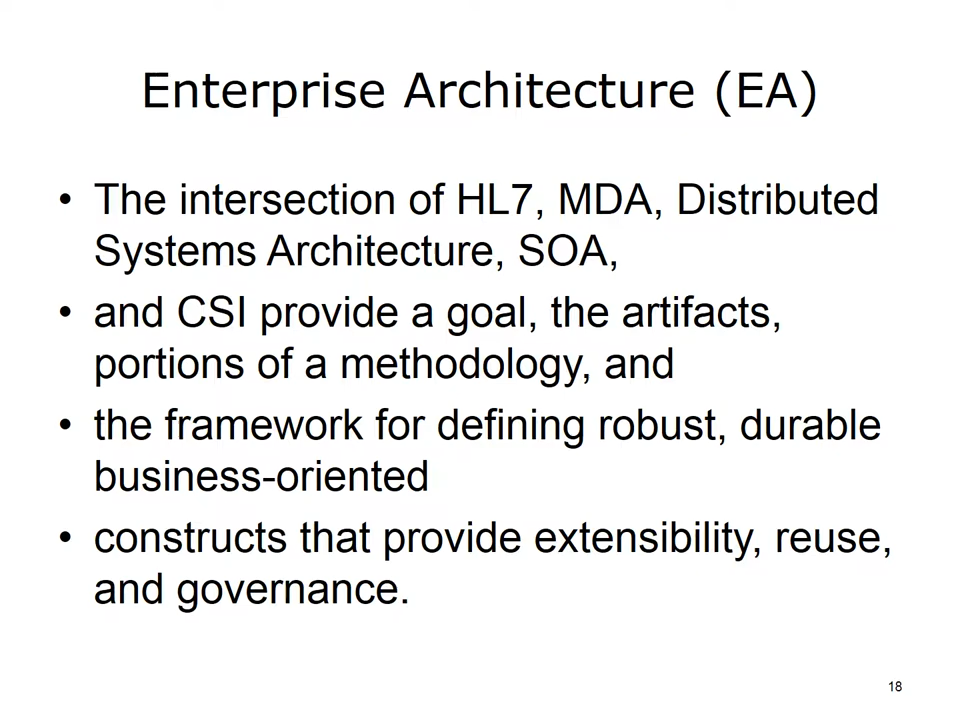 Enterprise Architecture (EA)
• The intersection of HL7, MDA, Distributed
Systems Architecture, SOA,
• and CSI provide a goal, the artifacts,
portions of a methodology, and
• the framework for defining robust, durable
business-oriented
• constructs that provide extensibility, reuse,
and governance.
18